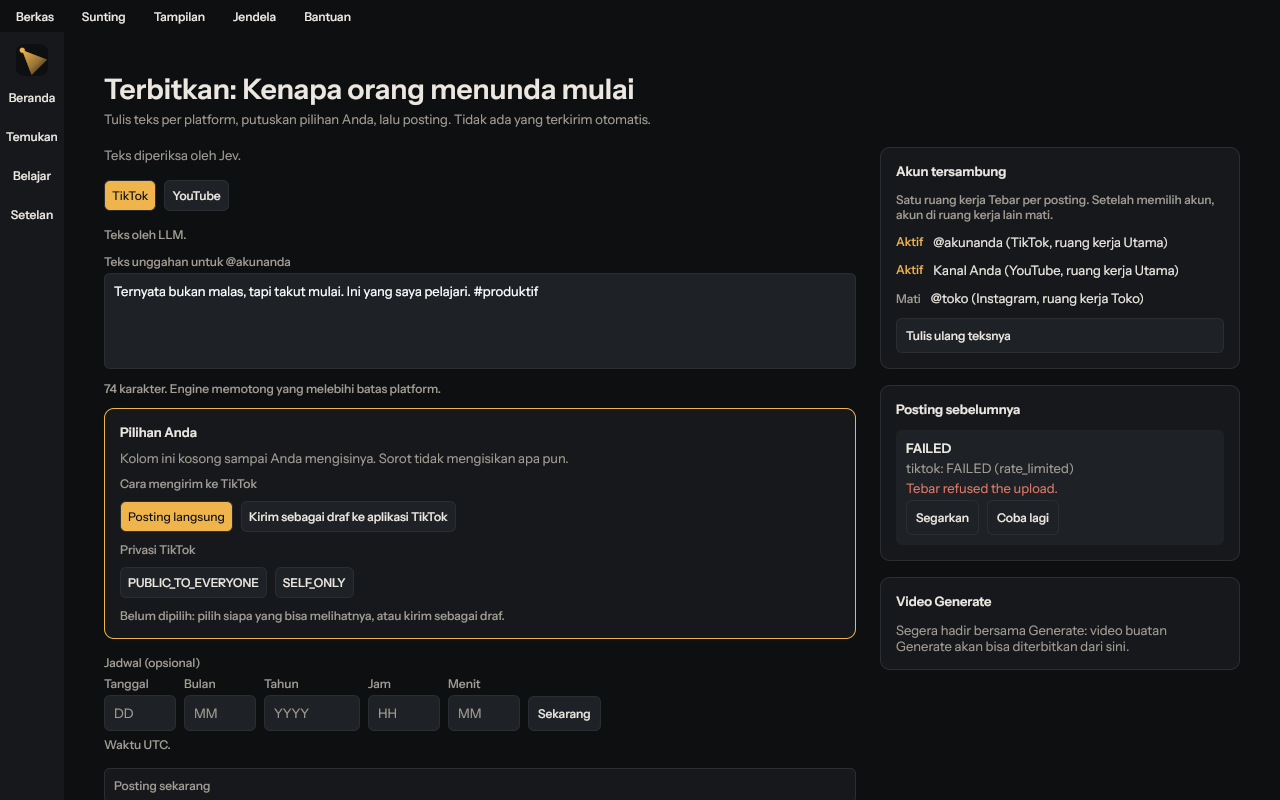 Berkas Sunting Tampilan Jendela Bantuan
Beranda
Temukan
Belajar
Setelan
Terbitkan: Kenapa orang menunda mulai
Tulis teks per platform, putuskan pilihan Anda, lalu posting. Tidak ada yang terkirim otomatis.
Teks diperiksa oleh Jev.
TikTok YouTube
Teks oleh LLM.
Teks unggahan untuk @akunanda
Ternyata bukan malas, tapi takut mulai. Ini yang saya pelajari. #produktif
74 karakter. Engine memotong yang melebihi batas platform.
Pilihan Anda
Kolom ini kosong sampai Anda mengisinya. Sorot tidak mengisikan apa pun.
Cara mengirim ke TikTok
Posting langsung Kirim sebagai draf ke aplikasi TikTok
Privasi TikTok
PUBLIC_TO_EVERYONE SELF_ONLY
Belum dipilih: pilih siapa yang bisa melihatnya, atau kirim sebagai draf.
Jadwal (opsional)
Tanggal Bulan Tahun Jam Menit
DD MM YYYY HH MM Sekarang
Waktu UTC.
Posting sekarang
Akun tersambung
Satu ruang kerja Tebar per posting. Setelah memilih akun,
akun di ruang kerja lain mati.
Aktif @akunanda (TikTok, ruang kerja Utama)
Aktif Kanal Anda (YouTube, ruang kerja Utama)
Mati @toko (Instagram, ruang kerja Toko)
Tulis ulang teksnya
Posting sebelumnya
FAILED
tiktok: FAILED (rate_limited)
Tebar refused the upload.
Segarkan Coba lagi
Video Generate
Segera hadir bersama Generate: video buatan
Generate akan bisa diterbitkan dari sini.